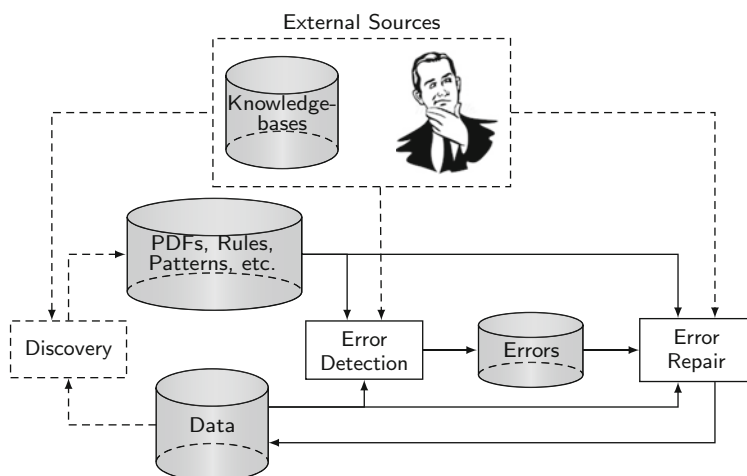 External Sources
Knowledge-
bases
PDFs, Rules,
Patterns, etc.
Discovery
Error
Detection
Errors
Error
Repair
Data